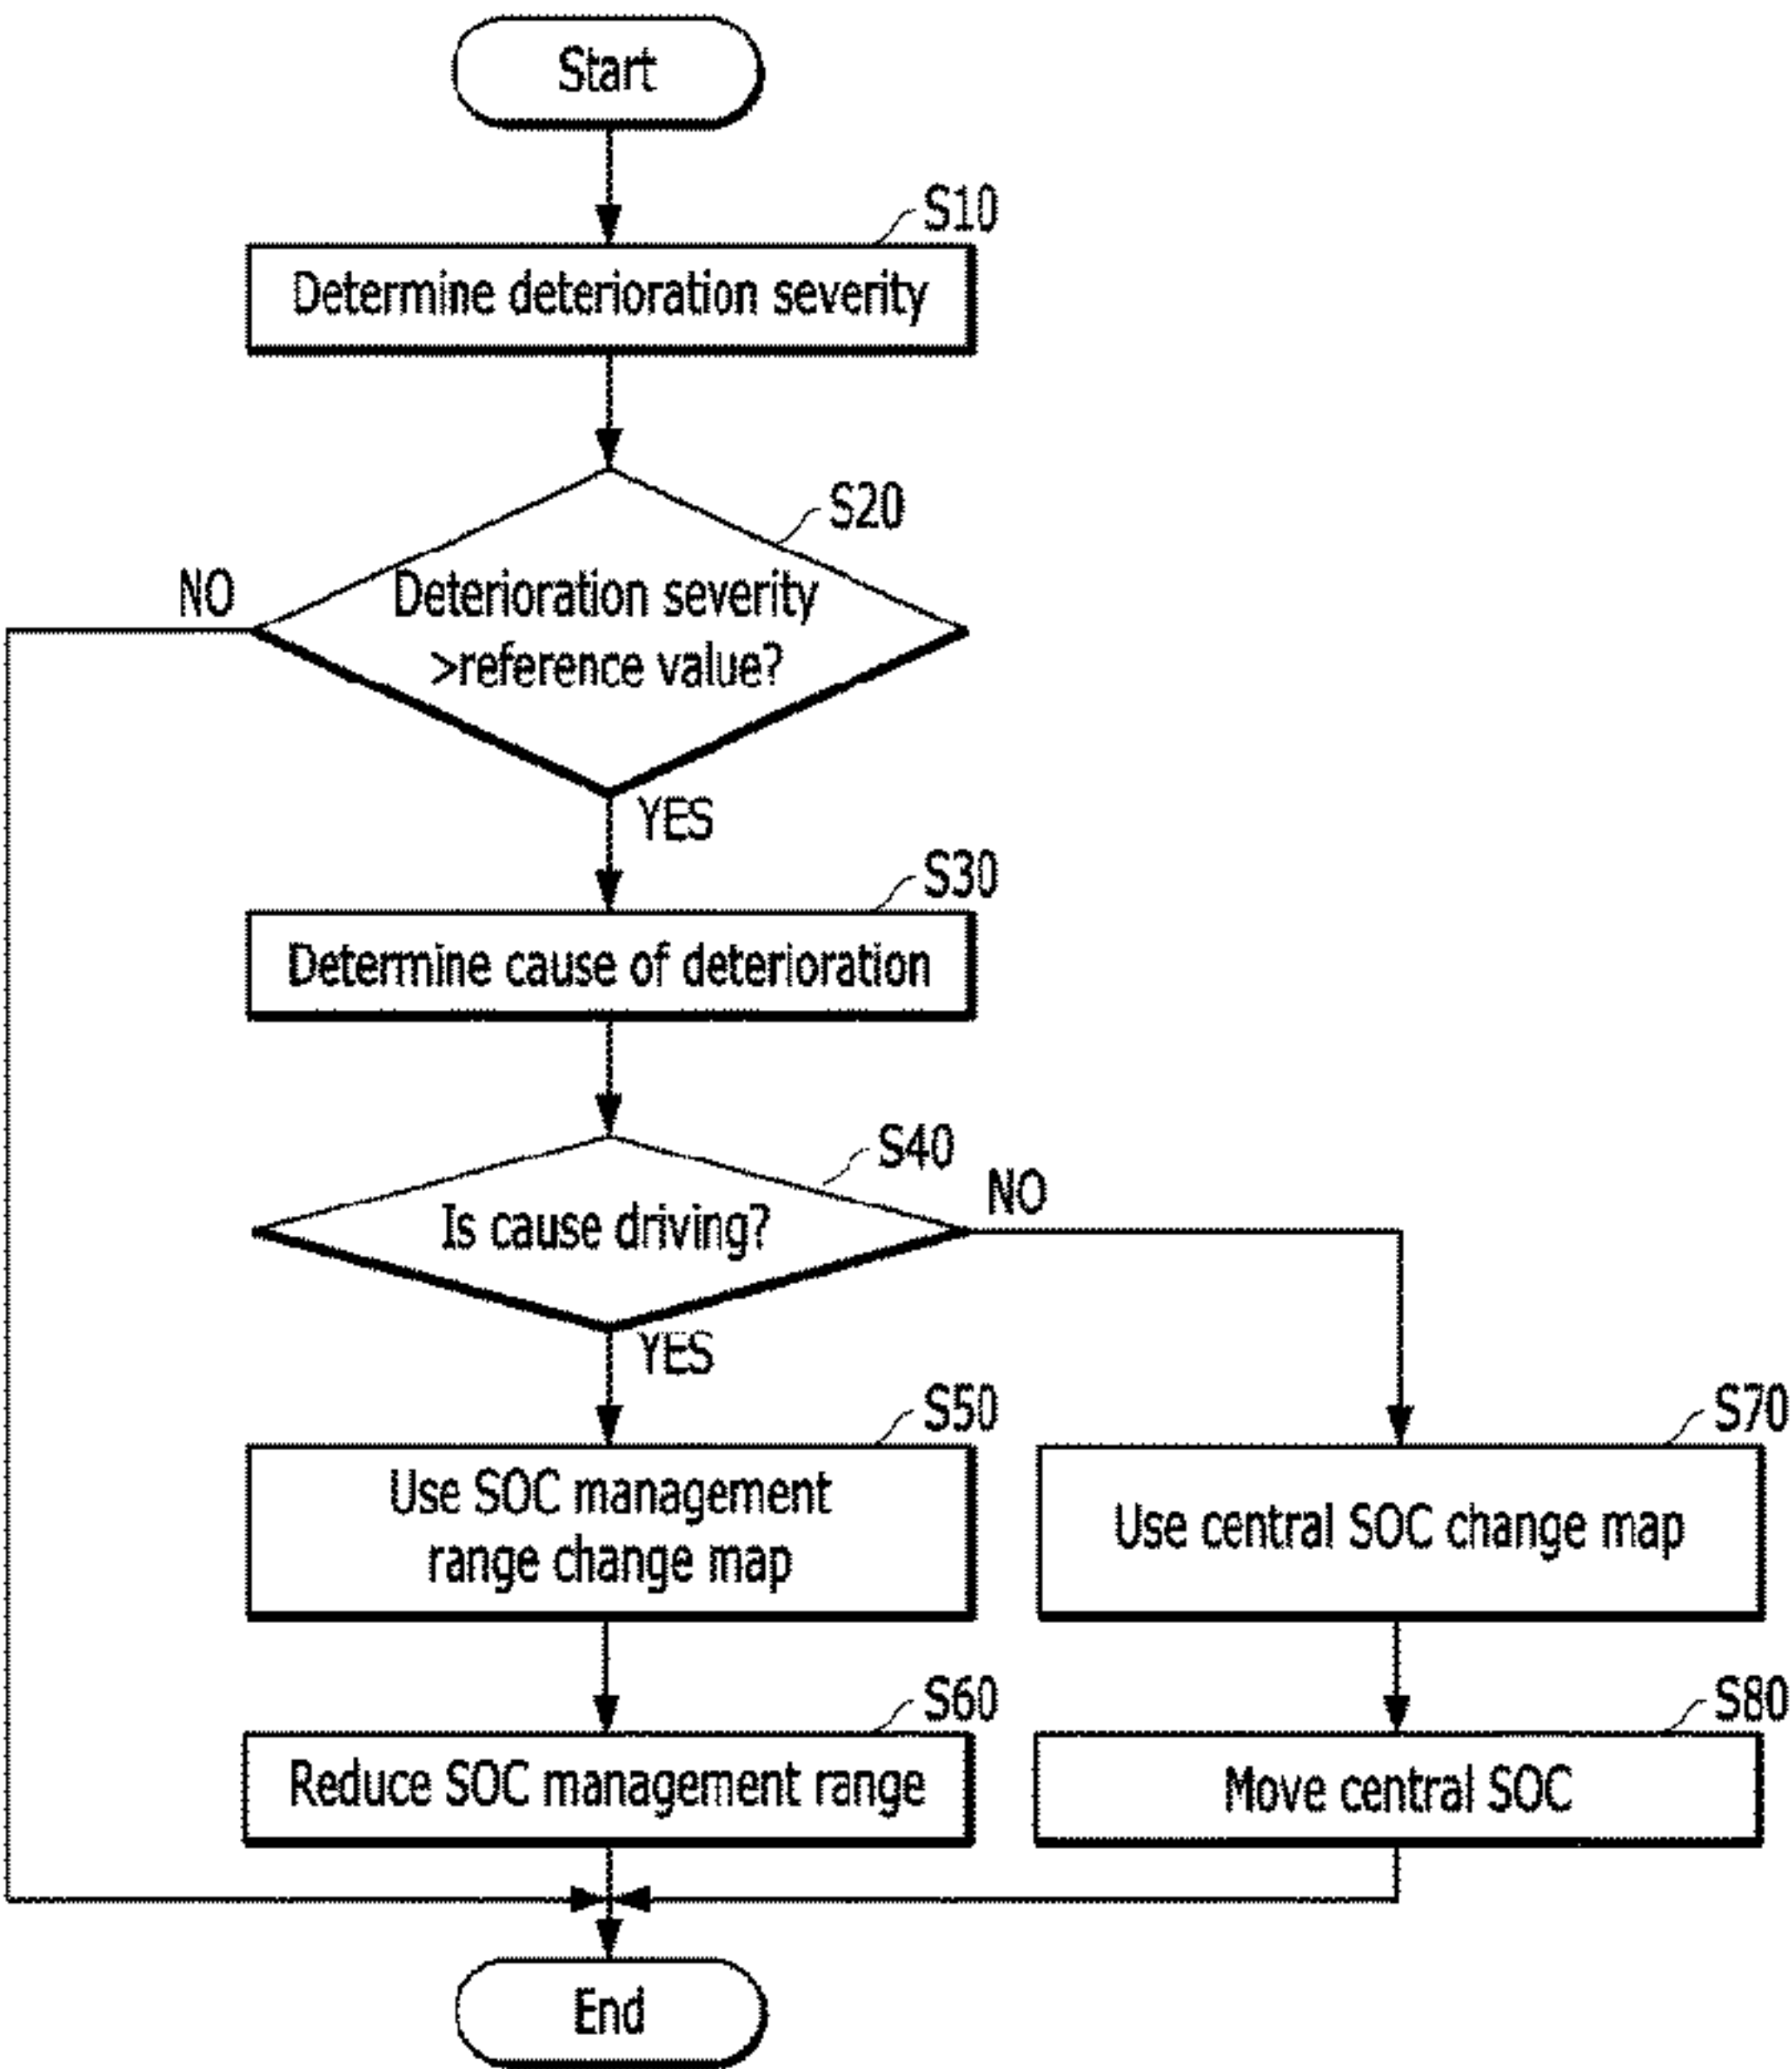 Start
S10
Determine deterioration severity
S20
NO
Deterioration severity
>reference value?
YES
S30
Determine cause of deterioration
S40
NO
Is cause driving?
YES
S50
Use SOC management
range change map
S70
Use central SOC change map
S60
Reduce SOC management range
S80
Move central SOC
End